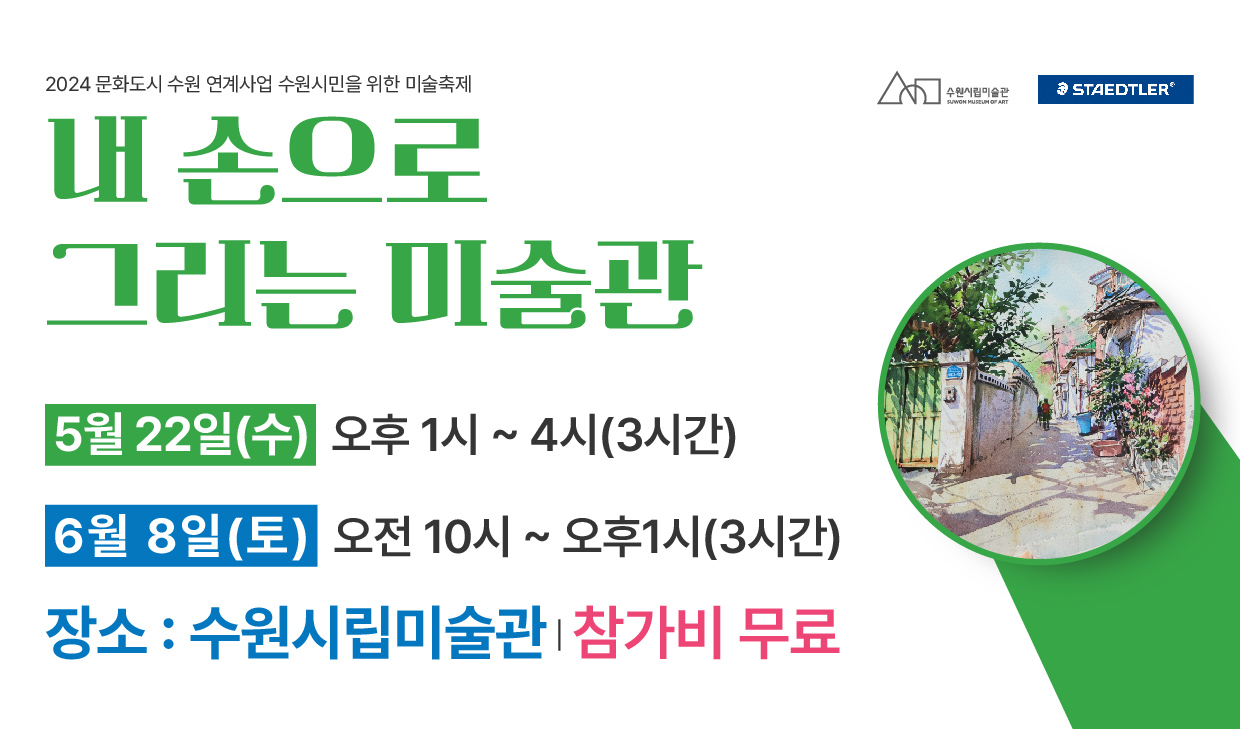 2024 문화도시 수원 연계사업 수원시민을 위한 미술축제
수원시립미술관
SUWON MUSEUM OF ART
STAEDTLER
내 손으로
그리는 미술관
5월 22일(수) 오후 1시 ~ 4시(3시간)
6월 8일(토) 오전 10시 ~ 오후1시(3시간)
장소 : 수원시립미술관 | 참가비 무료